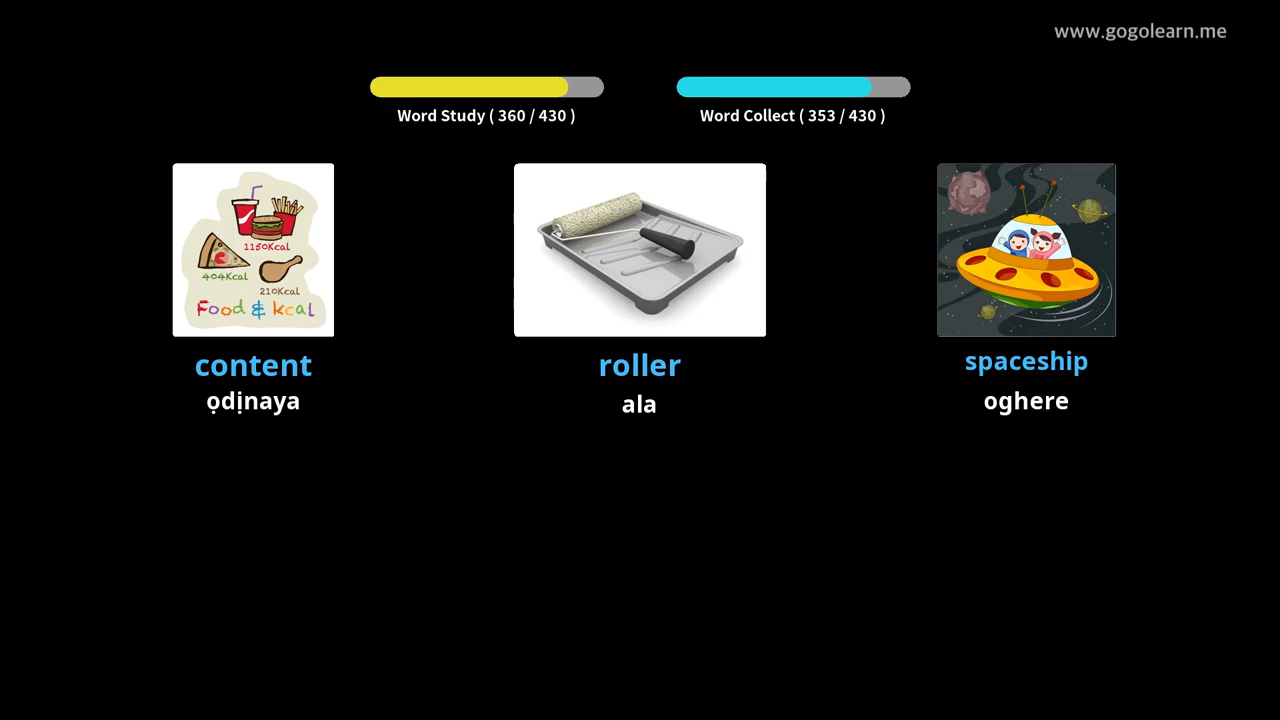 www.gogolearn.me
Word Study ( 360 / 430 )
Word Collect ( 353 / 430 )
1150Kcal
404Kcal
210Kcal
Food & kcal
content
roller
spaceship
ọdịnaya
ala
oghere